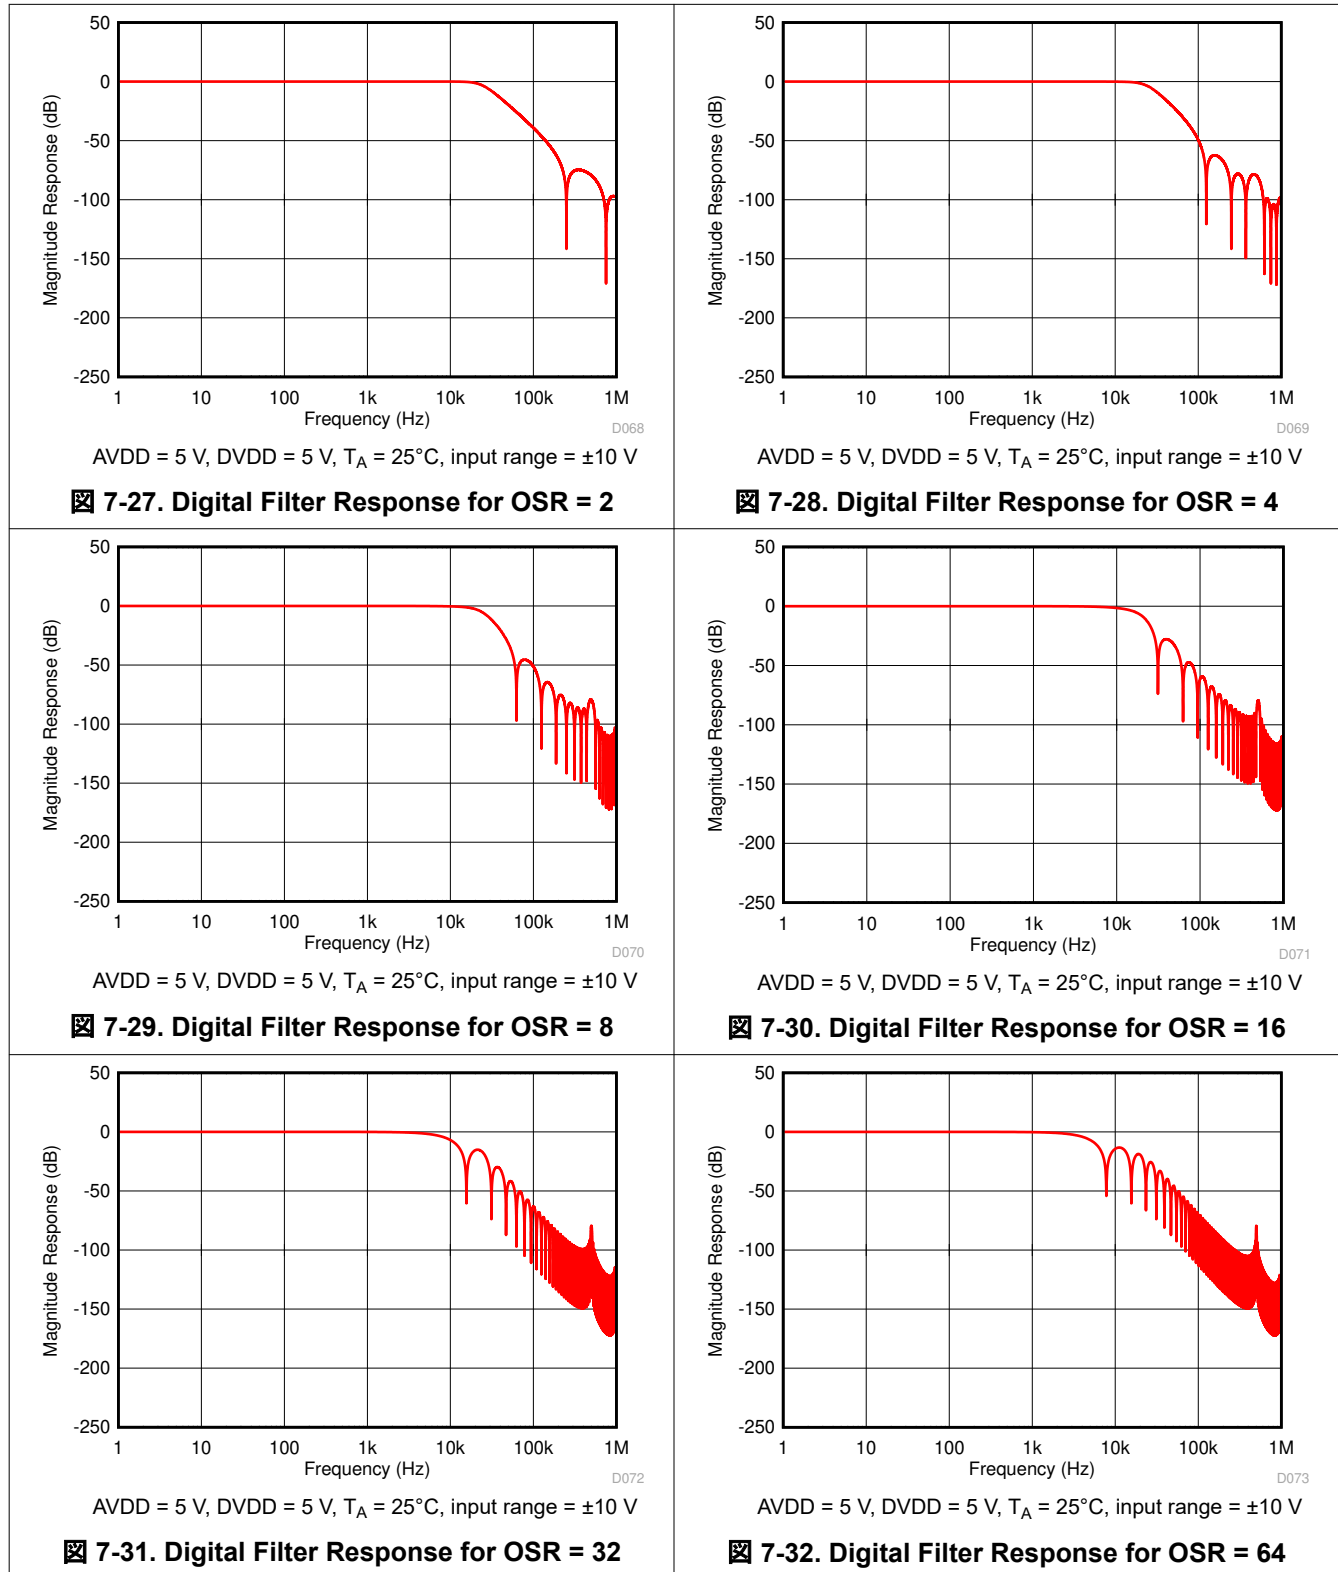 50
0
-50
-100
-150
-200
-250
Magnitude Response (dB)
1 10 100 1k 10k 100k 1M
Frequency (Hz)
D068
AVDD = 5 V, DVDD = 5 V, TA = 25°C, input range = ±10 V
図 7-27. Digital Filter Response for OSR = 2
50
0
-50
-100
-150
-200
-250
Magnitude Response (dB)
1 10 100 1k 10k 100k 1M
Frequency (Hz)
D069
AVDD = 5 V, DVDD = 5 V, TA = 25°C, input range = ±10 V
図 7-28. Digital Filter Response for OSR = 4
50
0
-50
-100
-150
-200
-250
Magnitude Response (dB)
1 10 100 1k 10k 100k 1M
Frequency (Hz)
D070
AVDD = 5 V, DVDD = 5 V, TA = 25°C, input range = ±10 V
図 7-29. Digital Filter Response for OSR = 8
50
0
-50
-100
-150
-200
-250
Magnitude Response (dB)
1 10 100 1k 10k 100k 1M
Frequency (Hz)
D071
AVDD = 5 V, DVDD = 5 V, TA = 25°C, input range = ±10 V
図 7-30. Digital Filter Response for OSR = 16
50
0
-50
-100
-150
-200
-250
Magnitude Response (dB)
1 10 100 1k 10k 100k 1M
Frequency (Hz)
D072
AVDD = 5 V, DVDD = 5 V, TA = 25°C, input range = ±10 V
図 7-31. Digital Filter Response for OSR = 32
50
0
-50
-100
-150
-200
-250
Magnitude Response (dB)
1 10 100 1k 10k 100k 1M
Frequency (Hz)
D073
AVDD = 5 V, DVDD = 5 V, TA = 25°C, input range = ±10 V
図 7-32. Digital Filter Response for OSR = 64